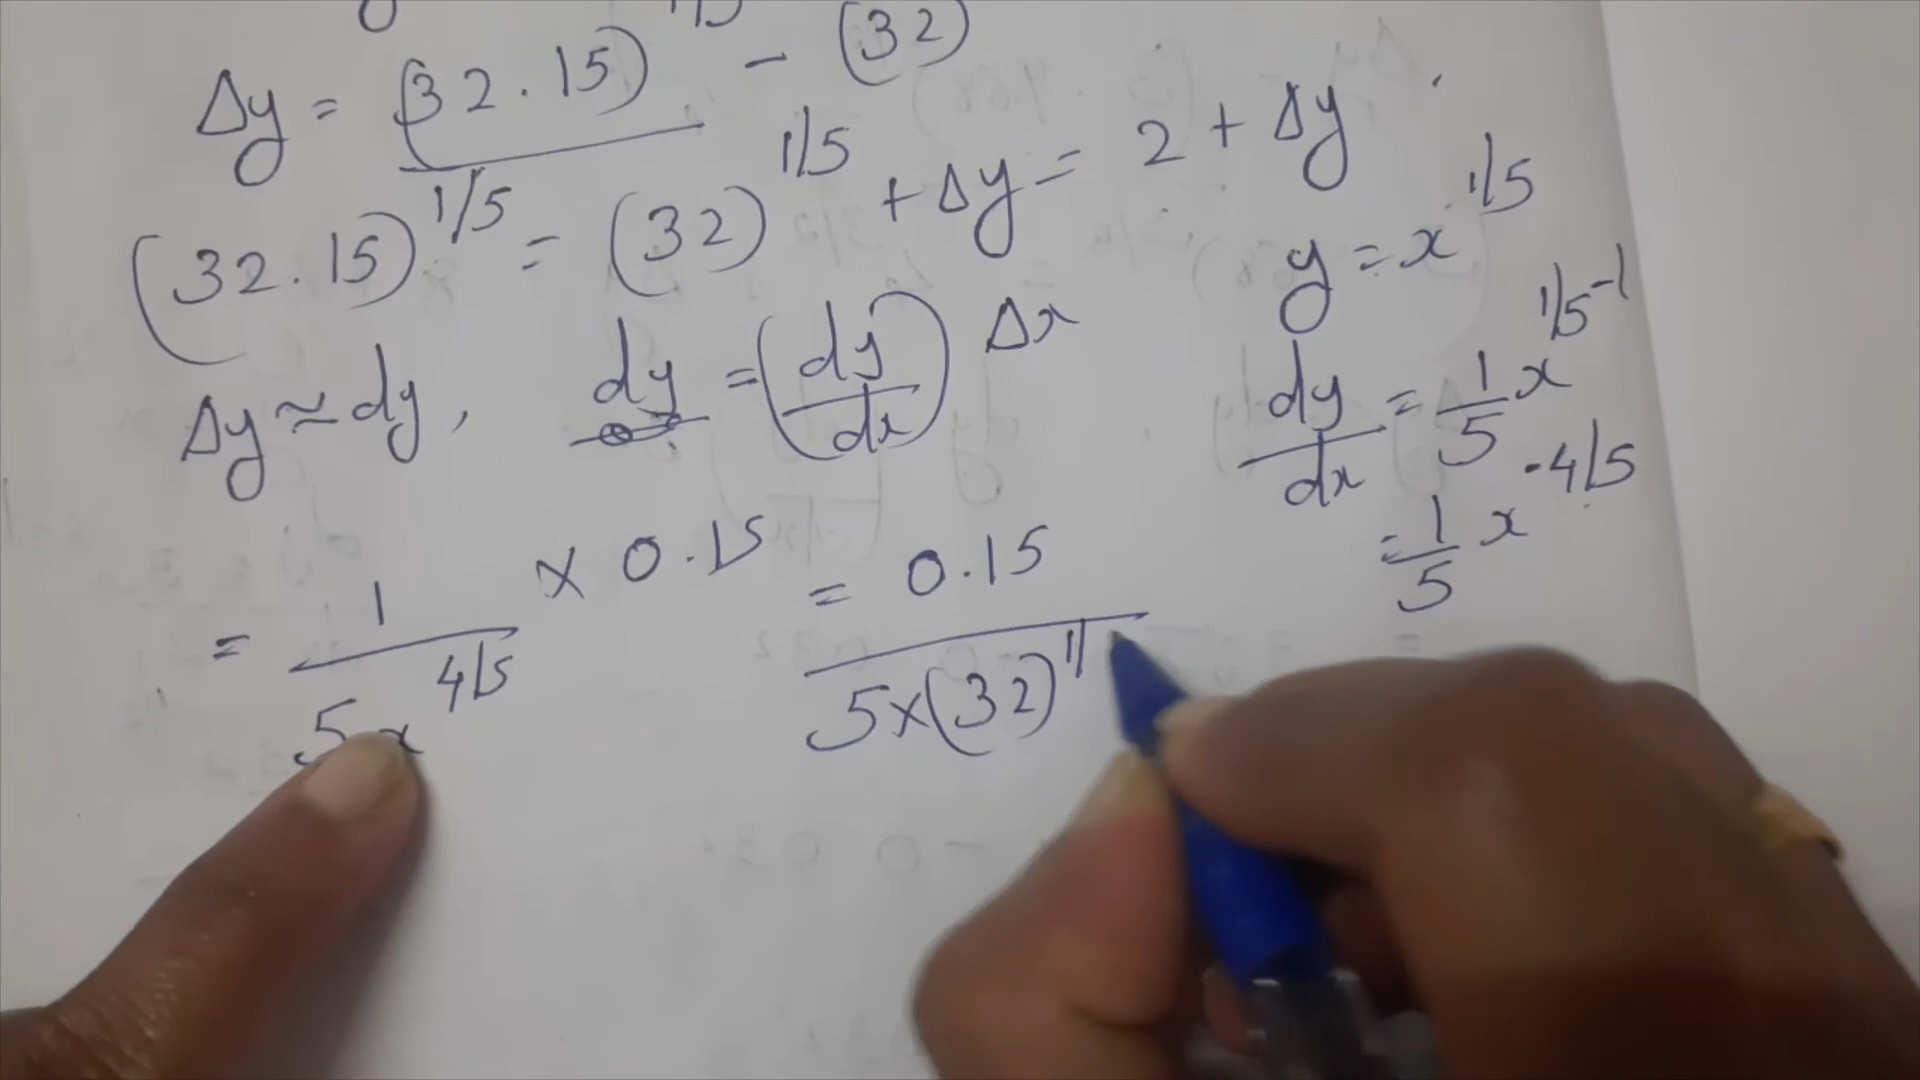 Δy = (32.15) - (32)
(32.15)^1/5 = (32)^1/5 + Δy = 2 + Δy
y = x^1/5
Δy ≈ dy, dy = (dy/dx) Δx
dy/dx = 1/5 x^1/5-1
= 1/5 x^-4/5
= 1/5x^4/5 × 0.15 = 0.15/5×(32)^1/